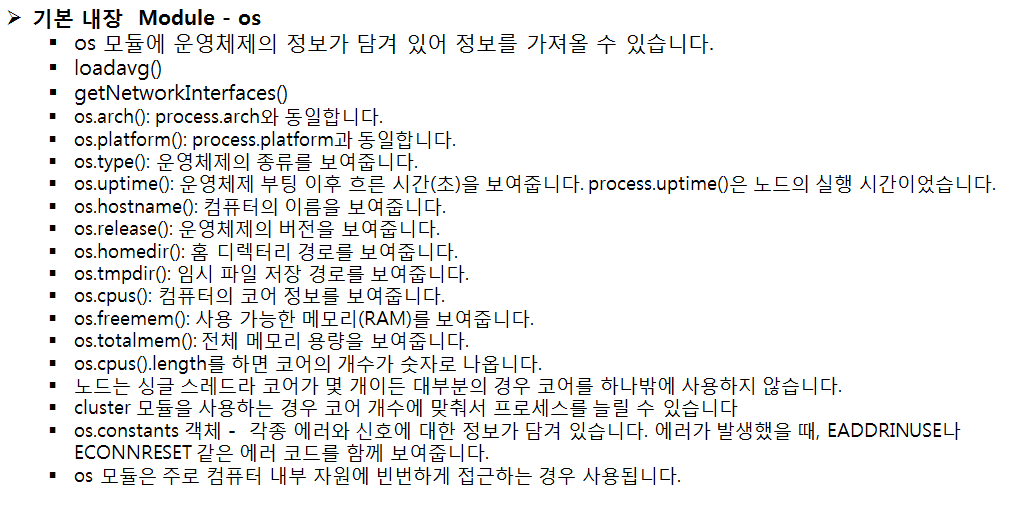 기본 내장 Module - os
os 모듈에 운영체제의 정보가 담겨 있어 정보를 가져올 수 있습니다.
loadavg()
getNetworkInterfaces()
os.arch(): process.arch와 동일합니다.
os.platform(): process.platform과 동일합니다.
os.type(): 운영체제의 종류를 보여줍니다.
os.uptime(): 운영체제 부팅 이후 흐른 시간(초)을 보여줍니다. process.uptime()은 노드의 실행 시간이었습니다.
os.hostname(): 컴퓨터의 이름을 보여줍니다.
os.release(): 운영체제의 버전을 보여줍니다.
os.homedir(): 홈 디렉터리 경로를 보여줍니다.
os.tmpdir(): 임시 파일 저장 경로를 보여줍니다.
os.cpus(): 컴퓨터의 코어 정보를 보여줍니다.
os.freemem(): 사용 가능한 메모리(RAM)를 보여줍니다.
os.totalmem(): 전체 메모리 용량을 보여줍니다.
os.cpus().length를 하면 코어의 개수가 숫자로 나옵니다.
노드는 싱글 스레드라 코어가 몇 개이든 대부분의 경우 코어를 하나밖에 사용하지 않습니다.
cluster 모듈을 사용하는 경우 코어 개수에 맞춰서 프로세스를 늘릴 수 있습니다
os.constants 객체 - 각종 에러와 신호에 대한 정보가 담겨 있습니다. 에러가 발생했을 때, EADDRINUSE나
ECONNRESET 같은 에러 코드를 함께 보여줍니다.
os 모듈은 주로 컴퓨터 내부 자원에 빈번하게 접근하는 경우 사용됩니다.